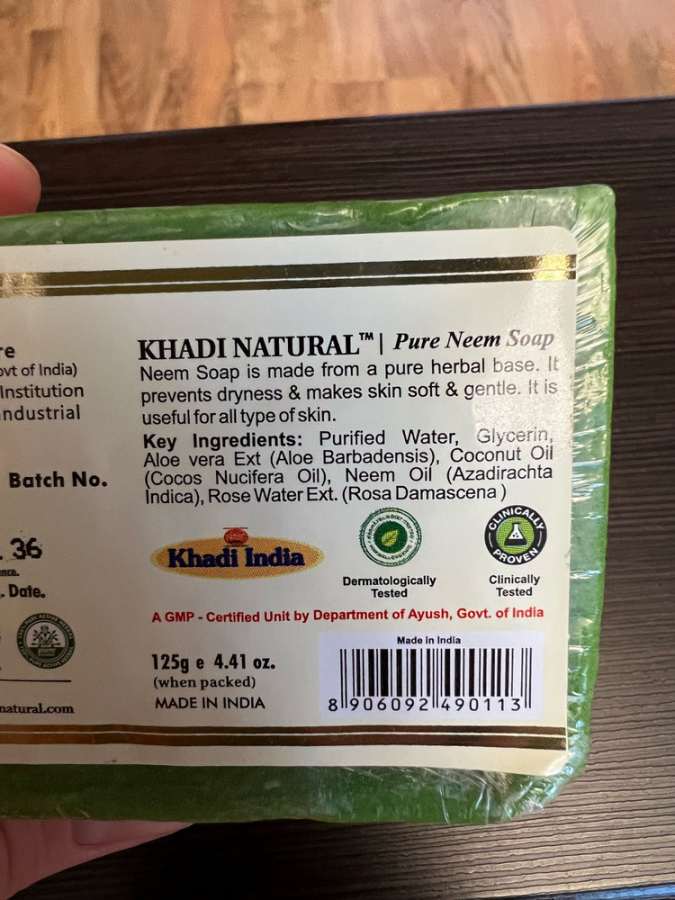 re
ovt of India)
Institution
ndustrial
Batch No.
. 36
. Date.
natural.com
KHADI NATURAL™ | Pure Neem Soap
Neem Soap is made from a pure herbal base. It
prevents dryness & makes skin soft & gentle. It is
useful for all type of skin.
Key Ingredients: Purified Water, Glycerin,
Aloe vera Ext (Aloe Barbadensis), Coconut Oil
(Cocos Nucifera Oil), Neem Oil (Azadirachta
Indica), Rose Water Ext. (Rosa Damascena )
Khadi India
Dermatologically
Tested
CLINICALLY
PROVEN
Clinically
Tested
A GMP - Certified Unit by Department of Ayush, Govt. of India
125g e 4.41 oz.
(when packed)
MADE IN INDIA
Made in India
8 906092 490113